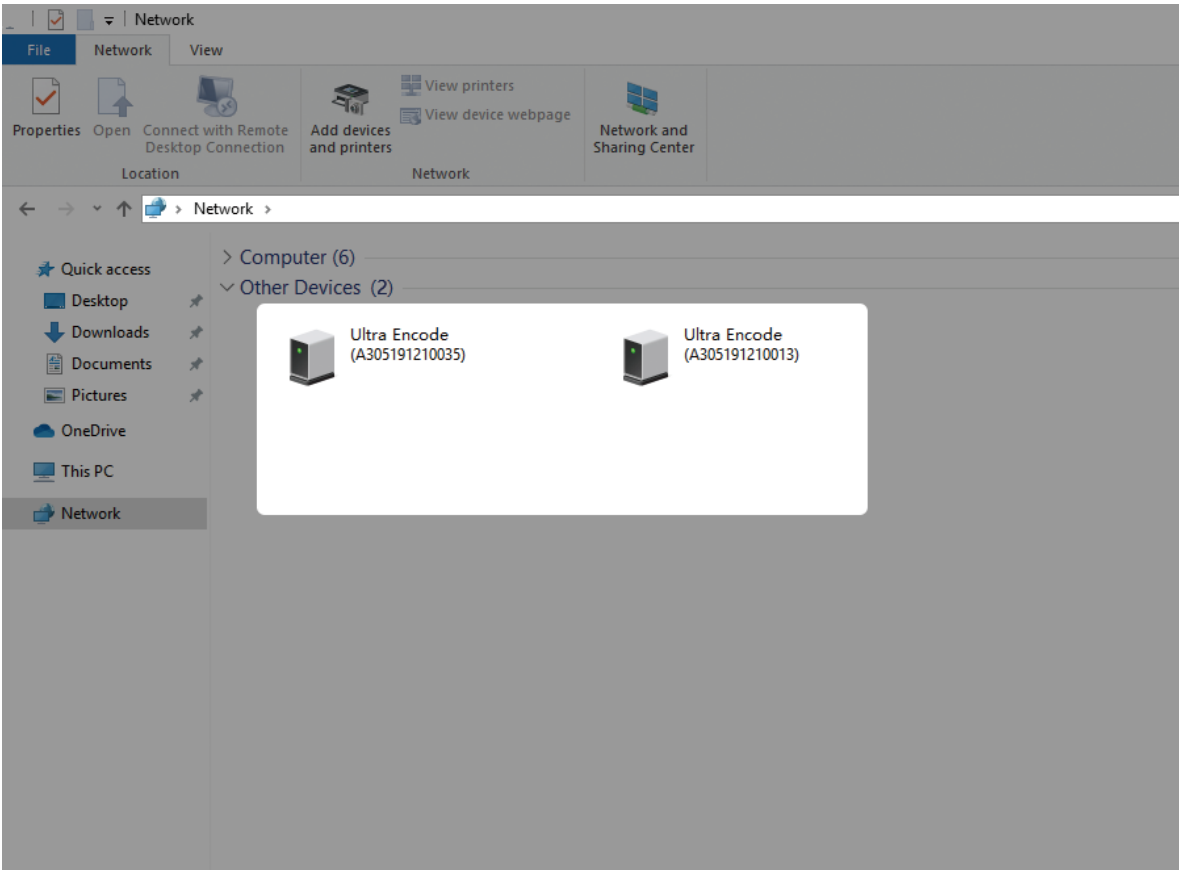 Network
File Network View
Properties Open Connect with Remote Desktop Connection
Add devices and printers
View printers
View device webpage
Network and Sharing Center
Location Network
Network
Quick access
Desktop
Downloads
Documents
Pictures
OneDrive
This PC
Network
Computer (6)
Other Devices (2)
Ultra Encode
(A305191210035)
Ultra Encode
(A305191210013)